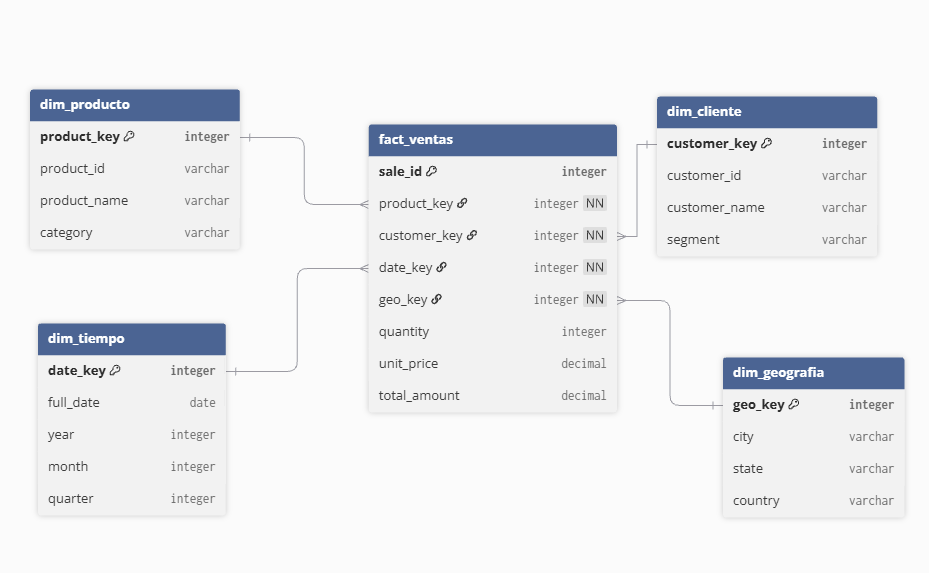 dim_producto
product_key integer
product_id varchar
product_name varchar
category varchar
dim_tiempo
date_key integer
full_date date
year integer
month integer
quarter integer
fact_ventas
sale_id integer
product_key integer NN
customer_key integer NN
date_key integer NN
geo_key integer NN
quantity integer
unit_price decimal
total_amount decimal
dim_cliente
customer_key integer
customer_id varchar
customer_name varchar
segment varchar
dim_geografia
geo_key integer
city varchar
state varchar
country varchar